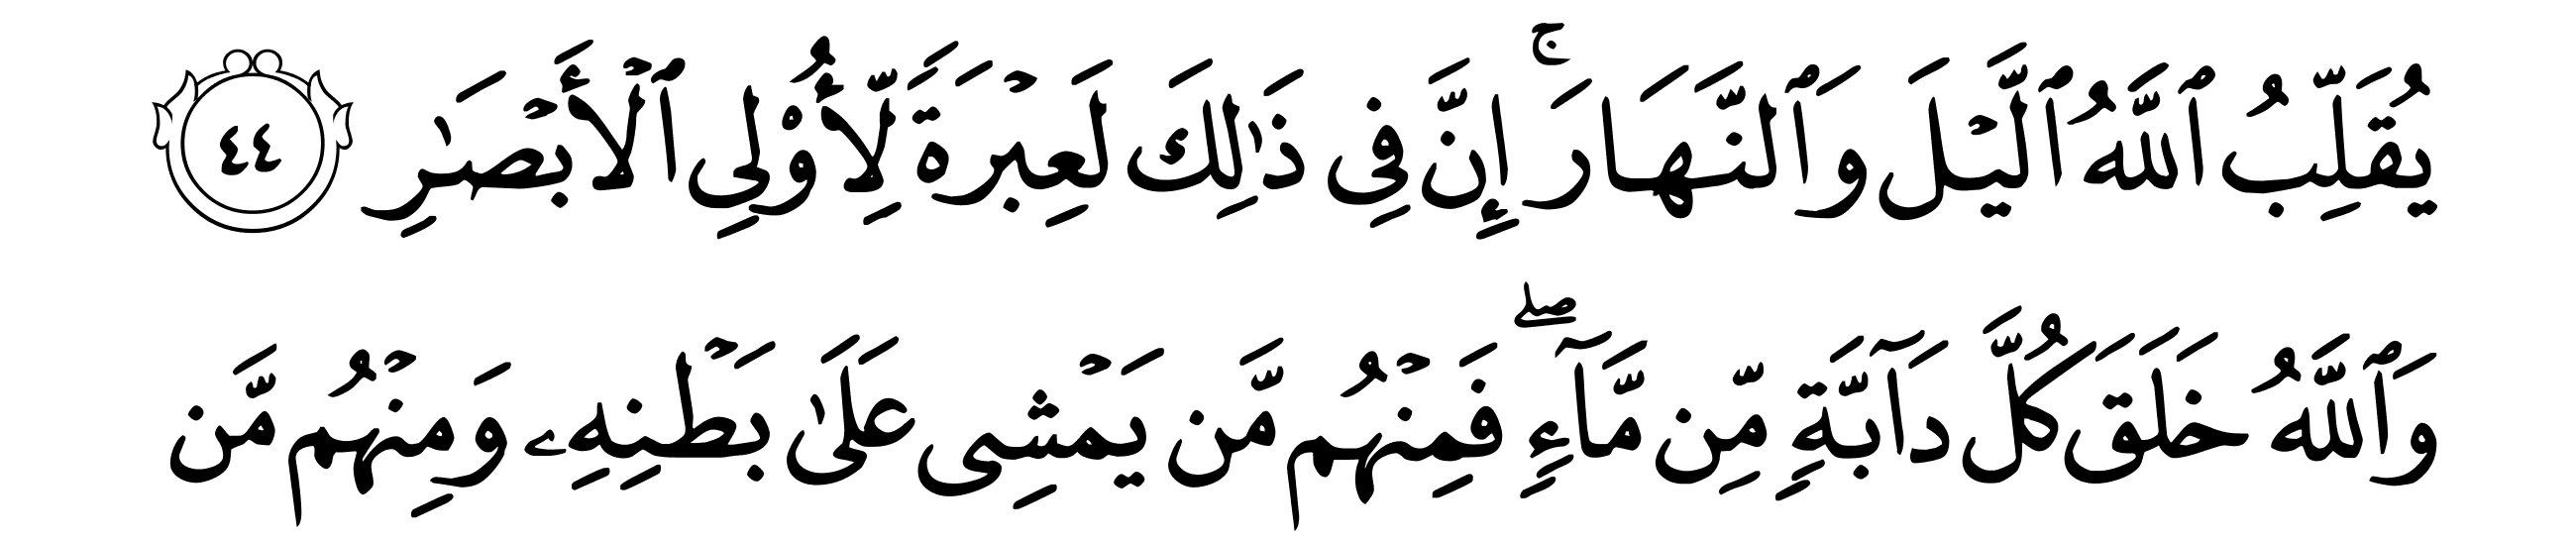 يُقَلِّبُ ٱللَّهُ ٱلَّيْلَ وَٱلنَّهَارَۚ إِنَّ فِى ذَٰلِكَ لَعِبْرَةً لِّأُو۟لِى ٱلْأَبْصَٰرِ ٤٤
وَٱللَّهُ خَلَقَ كُلَّ دَآبَّةٍ مِّن مَّآءٍۖ فَمِنْهُم مَّن يَمْشِى عَلَىٰ بَطْنِهِۦ وَمِنْهُم مَّن